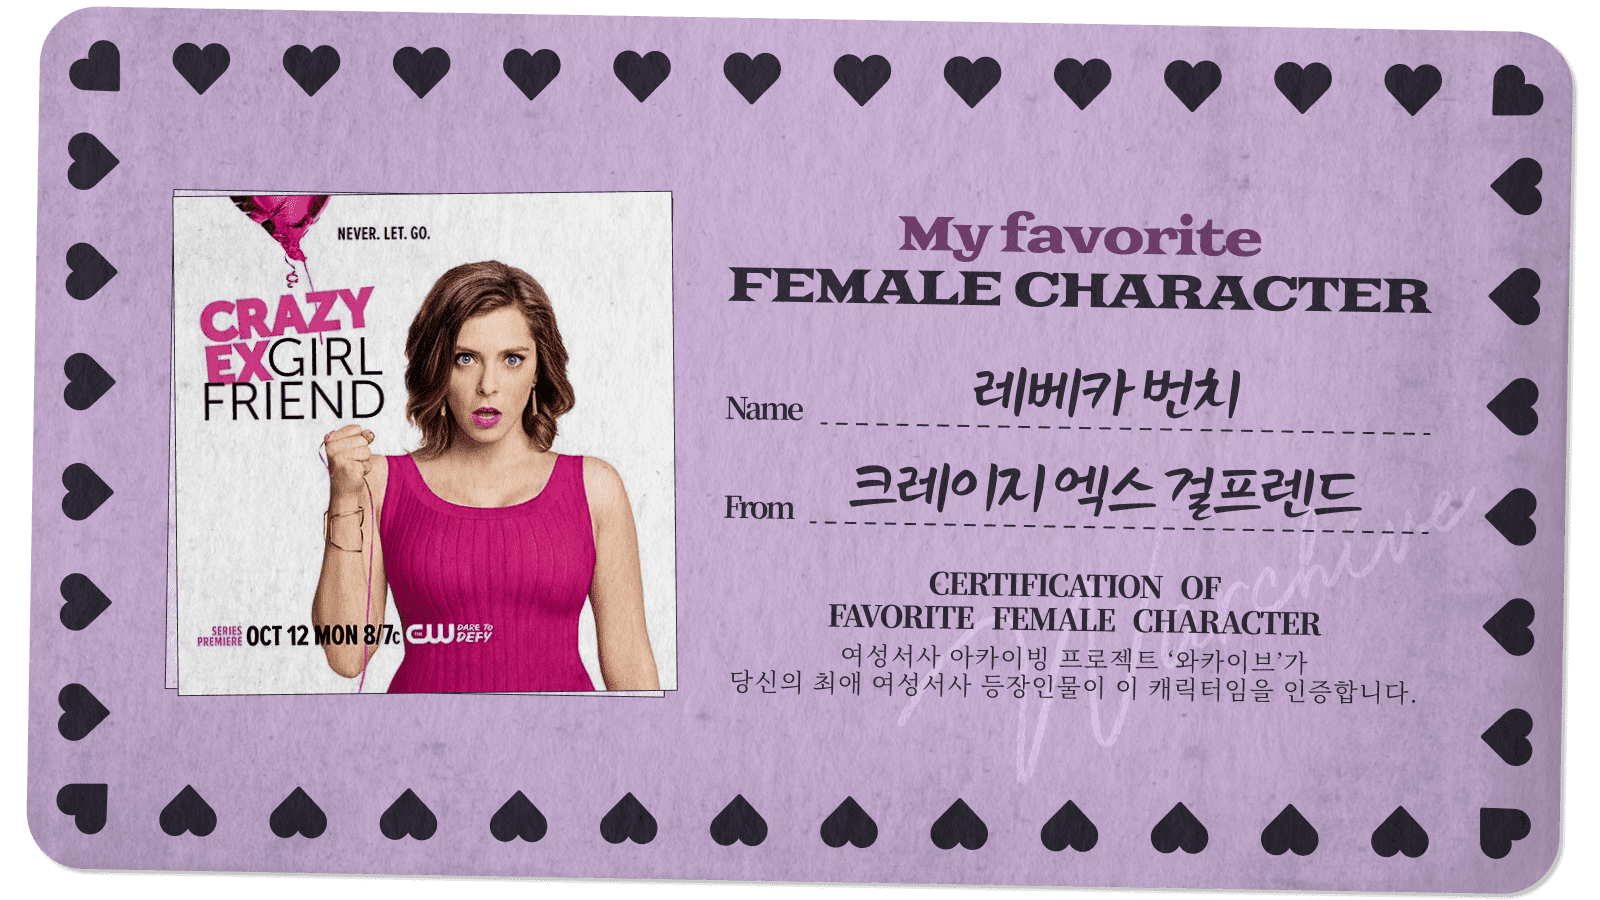 NEVER. LET. GO.
CRAZY
EXGIRL
FRIEND
SERIES
PREMIERE OCT 12 MON 8/7c THE CW DARE TO
DEFY
My favorite
FEMALE CHARACTER
Name 레베카 번치
From 크레이지 엑스 걸프렌드
CERTIFICATION OF
FAVORITE FEMALE CHARACTER
여성서사 아카이빙 프로젝트 ‘와카이브’가
당신의 최애 여성서사 등장인물이 이 캐릭터임을 인증합니다.
Warchive